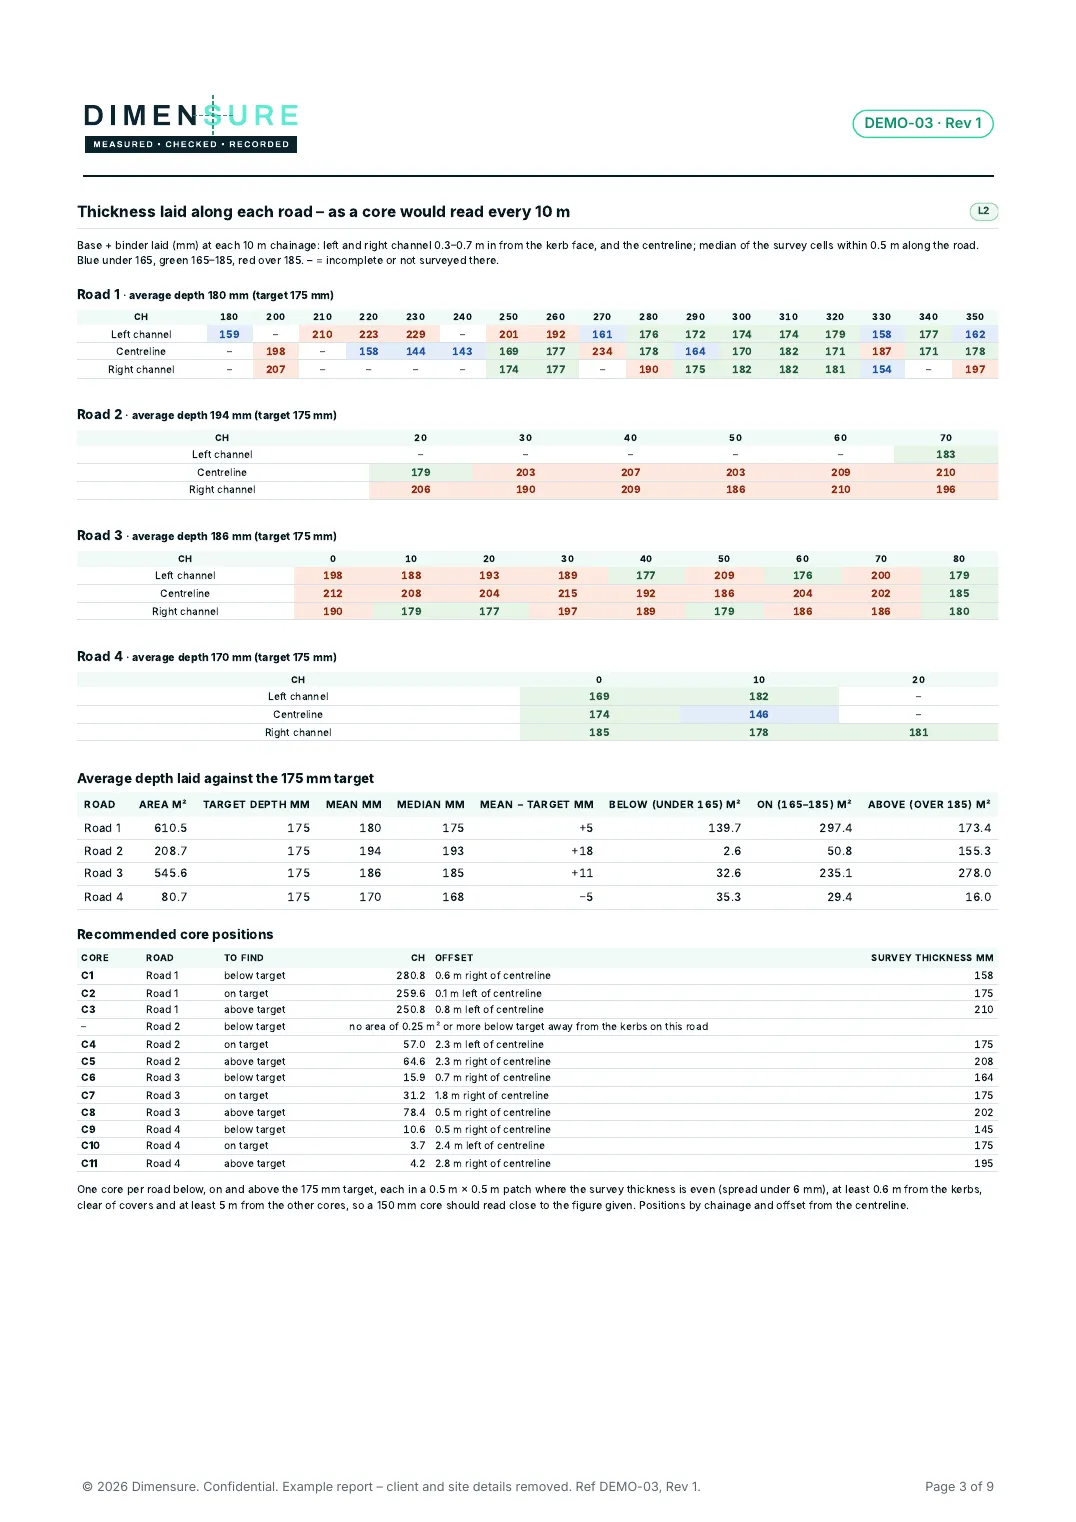 DIMENSURE
MEASURED • CHECKED • RECORDED
DEMO-03 · Rev 1
Thickness laid along each road – as a core would read every 10 m
L2
Base + binder laid (mm) at each 10 m chainage: left and right channel 0.3–0.7 m in from the kerb face, and the centreline; median of the survey cells within 0.5 m along the road.
Blue under 165, green 165–185, red over 185. – = incomplete or not surveyed there.
Road 1 · average depth 180 mm (target 175 mm)
CH 180 200 210 220 230 240 250 260 270 280 290 300 310 320 330 340 350
Left channel 159 – 210 223 229 – 201 192 161 176 172 174 174 179 158 177 162
Centreline – 198 – 158 144 143 169 177 234 178 164 170 182 171 187 171 178
Right channel – 207 – – – – 174 177 – 190 175 182 182 181 154 – 197
Road 2 · average depth 194 mm (target 175 mm)
CH 20 30 40 50 60 70
Left channel – – – – – 183
Centreline 179 203 207 203 209 210
Right channel 206 190 209 186 210 196
Road 3 · average depth 186 mm (target 175 mm)
CH 0 10 20 30 40 50 60 70 80
Left channel 198 188 193 189 177 209 176 200 179
Centreline 212 208 204 215 192 186 204 202 185
Right channel 190 179 177 197 189 179 186 186 180
Road 4 · average depth 170 mm (target 175 mm)
CH 0 10 20
Left channel 169 182 –
Centreline 174 146 –
Right channel 185 178 181
Average depth laid against the 175 mm target
ROAD AREA M² TARGET DEPTH MM MEAN MM MEDIAN MM MEAN – TARGET MM BELOW (UNDER 165) M² ON (165–185) M² ABOVE (OVER 185) M²
Road 1 610.5 175 180 175 +5 139.7 297.4 173.4
Road 2 208.7 175 194 193 +18 2.6 50.8 155.3
Road 3 545.6 175 186 185 +11 32.6 235.1 278.0
Road 4 80.7 175 170 168 −5 35.3 29.4 16.0
Recommended core positions
CORE ROAD TO FIND CH OFFSET SURVEY THICKNESS MM
C1 Road 1 below target 280.8 0.6 m right of centreline 158
C2 Road 1 on target 259.6 0.1 m left of centreline 175
C3 Road 1 above target 250.8 0.8 m left of centreline 210
– Road 2 below target no area of 0.25 m² or more below target away from the kerbs on this road
C4 Road 2 on target 57.0 2.3 m left of centreline 175
C5 Road 2 above target 64.6 2.3 m right of centreline 208
C6 Road 3 below target 15.9 0.7 m right of centreline 164
C7 Road 3 on target 31.2 1.8 m right of centreline 175
C8 Road 3 above target 78.4 0.5 m right of centreline 202
C9 Road 4 below target 10.6 0.5 m right of centreline 145
C10 Road 4 on target 3.7 2.4 m left of centreline 175
C11 Road 4 above target 4.2 2.8 m right of centreline 195
One core per road below, on and above the 175 mm target, each in a 0.5 m × 0.5 m patch where the survey thickness is even (spread under 6 mm), at least 0.6 m from the kerbs,
clear of covers and at least 5 m from the other cores, so a 150 mm core should read close to the figure given. Positions by chainage and offset from the centreline.
© 2026 Dimensure. Confidential. Example report – client and site details removed. Ref DEMO-03, Rev 1.
Page 3 of 9